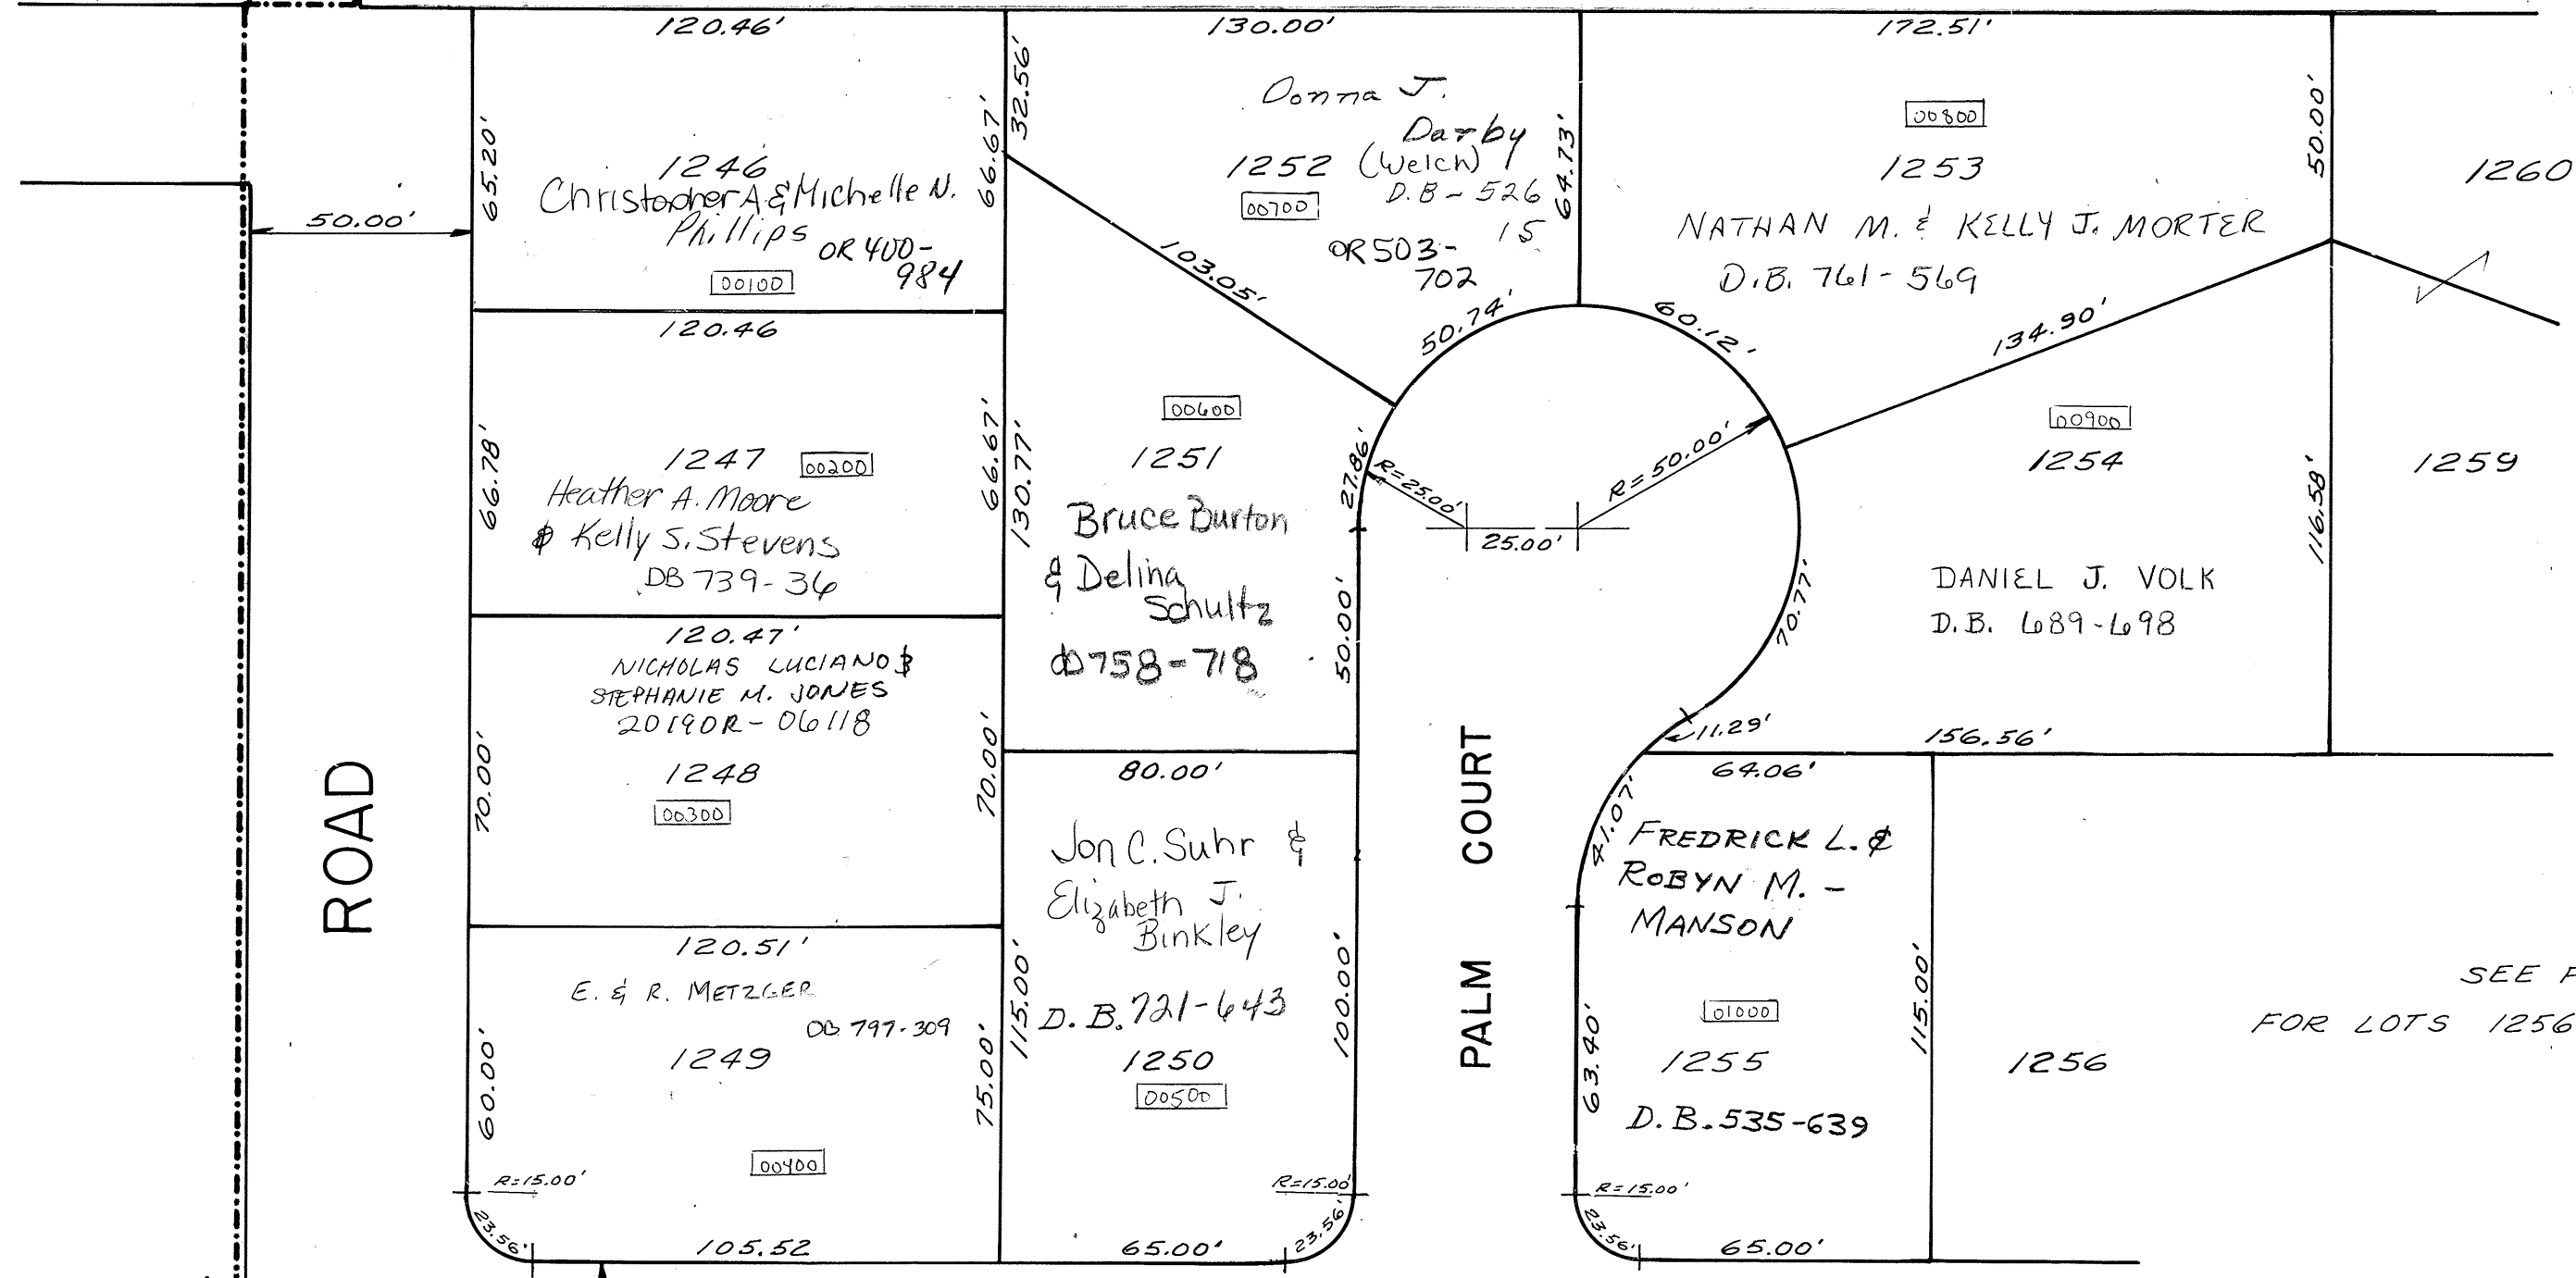 120.46'
130.00'
172.51'
65.20'
1246
Christopher A & Michelle N.
Phillips
OR 400-
984
00100
66.67'
32.56'
Donna J.
Darby
1252
(Welch)
D.B - 526
15
00700
OR 503-
702
64.73'
00800
1253
NATHAN M. & KELLY J. MORTER
D.B. 761-569
50.00'
1260
50.00'
103.05'
50.74'
60.12'
134.90'
120.46
66.78'
1247
00200
Heather A. Moore
& Kelly S. Stevens
DB 739-36
66.67'
130.77'
00600
1251
Bruce Burton
& Delina
Schultz
DB 758-718
27.86'
R=25.00'
25.00'
R=50.00'
50.00'
70.77'
00900
1254
DANIEL J. VOLK
D.B. 689-698
116.58'
1259
120.47'
NICHOLAS LUCIANO &
STEPHANIE M. JONES
2019OR-06118
1248
00300
70.00'
70.00'
11.29'
156.56'
80.00'
64.06'
ROAD
Jon C. Suhr &
Elizabeth J.
Binkley
D.B. 721-643
1250
00500
115.00'
100.00'
PALM COURT
41.07'
FREDRICK L. &
ROBYN M. -
MANSON
01000
1255
D.B. 535-639
63.40'
115.00'
1256
SEE
FOR LOTS 1256
120.51'
E. & R. METZGER
OB 797-309
1249
60.00'
75.00'
00400
R=15.00'
R=15.00'
R=15.00'
23.56'
105.52
65.00'
23.56'
23.56'
65.00'